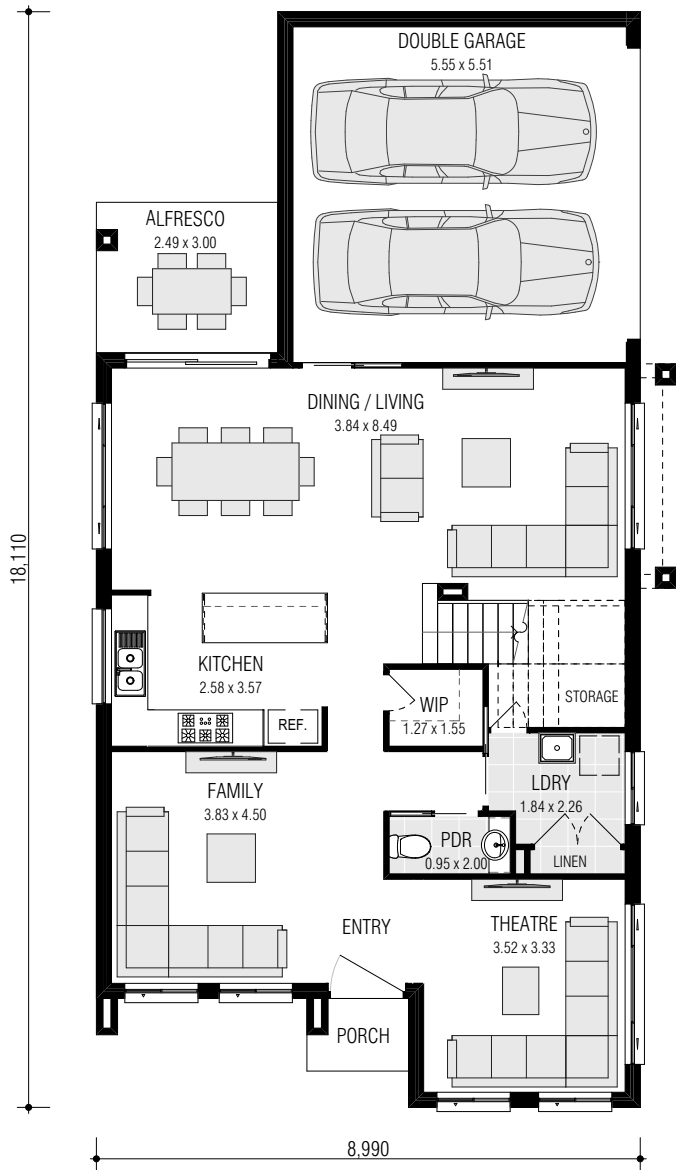 DOUBLE GARAGE
5.55 x 5.51
ALFRESCO
2.49 x 3.00
DINING / LIVING
3.84 x 8.49
18,110
KITCHEN
2.58 x 3.57
REF.
WIP
1.27 x 1.55
STORAGE
FAMILY
3.83 x 4.50
LDRY
1.84 x 2.26
PDR
0.95 x 2.00
LINEN
ENTRY
THEATRE
3.52 x 3.33
PORCH
8,990